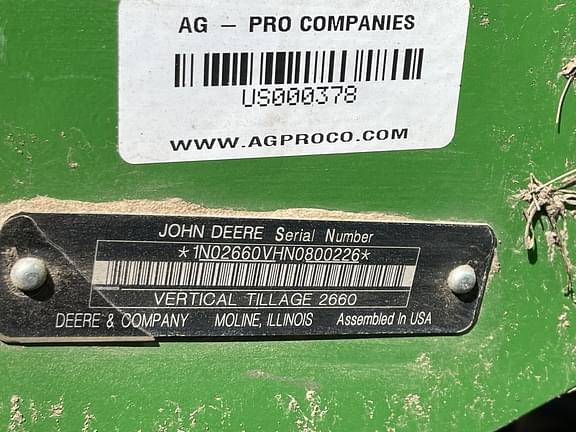 AG – PRO COMPANIES
US000378
WWW.AGPROCO.COM
JOHN DEERE Serial Number
*1N02660VHN0800226*
VERTICAL TILLAGE 2660
DEERE & COMPANY MOLINE, ILLINOIS Assembled In USA